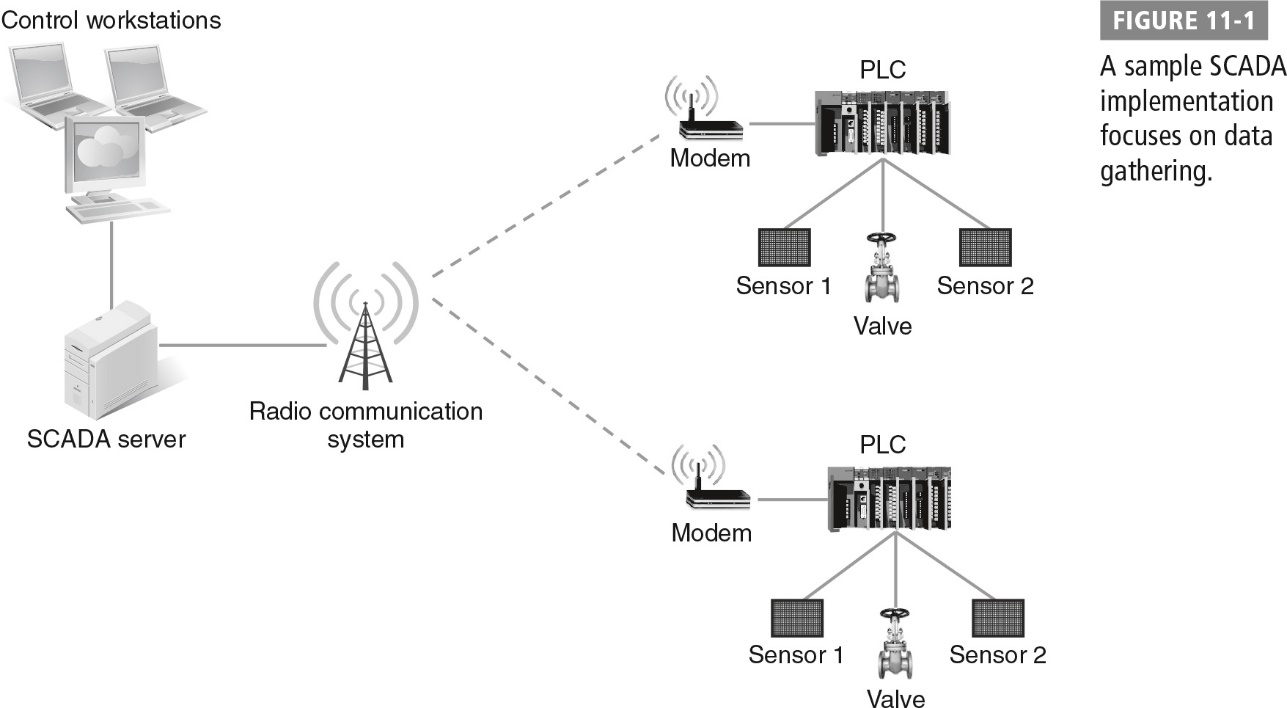 Control workstations
SCADA server
Radio communication
system
Modem
PLC
Sensor 1
Valve
Sensor 2
Modem
PLC
Sensor 1
Valve
Sensor 2
FIGURE 11-1
A sample SCADA
implementation
focuses on data
gathering.